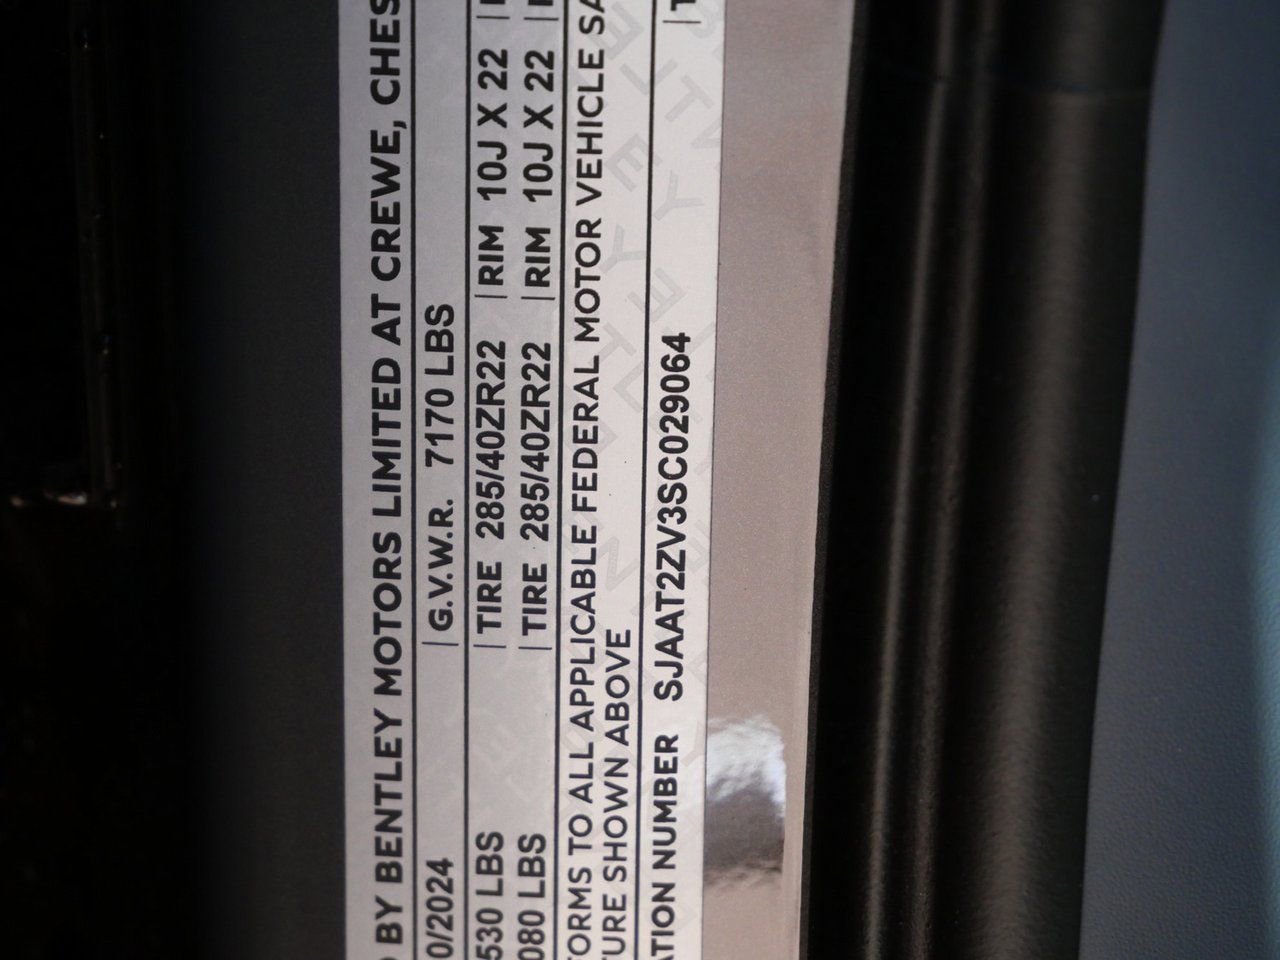 BY BENTLEY MOTORS LIMITED AT CREWE, CHES
0/2024 | G.V.W.R. 7170 LBS
530 LBS | TIRE 285/40ZR22 | RIM 10J X 22 |
080 LBS | TIRE 285/40ZR22 | RIM 10J X 22 |
FORMS TO ALL APPLICABLE FEDERAL MOTOR VEHICLE SA
TURE SHOWN ABOVE
ATION NUMBER SJAAT2ZV3SC029064 | T